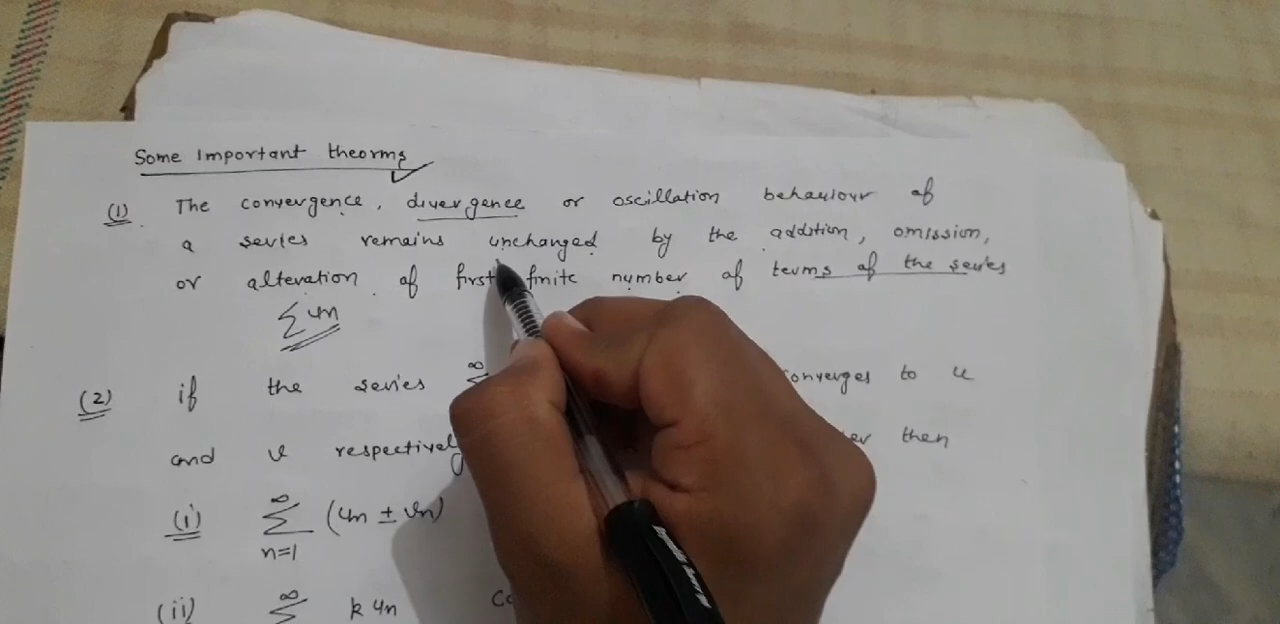 Some important theorms
(1). The convergence, divergence or oscillation behaviour of
a series remains unchanged by the addition, omission,
or alteration of first finite number of terms of the series
∑un
(2) if the series ∞ ∑ converges to u
and v respectively then
(i) ∞ ∑ n=1 (un ± vn)
(ii) ∞ ∑ k un